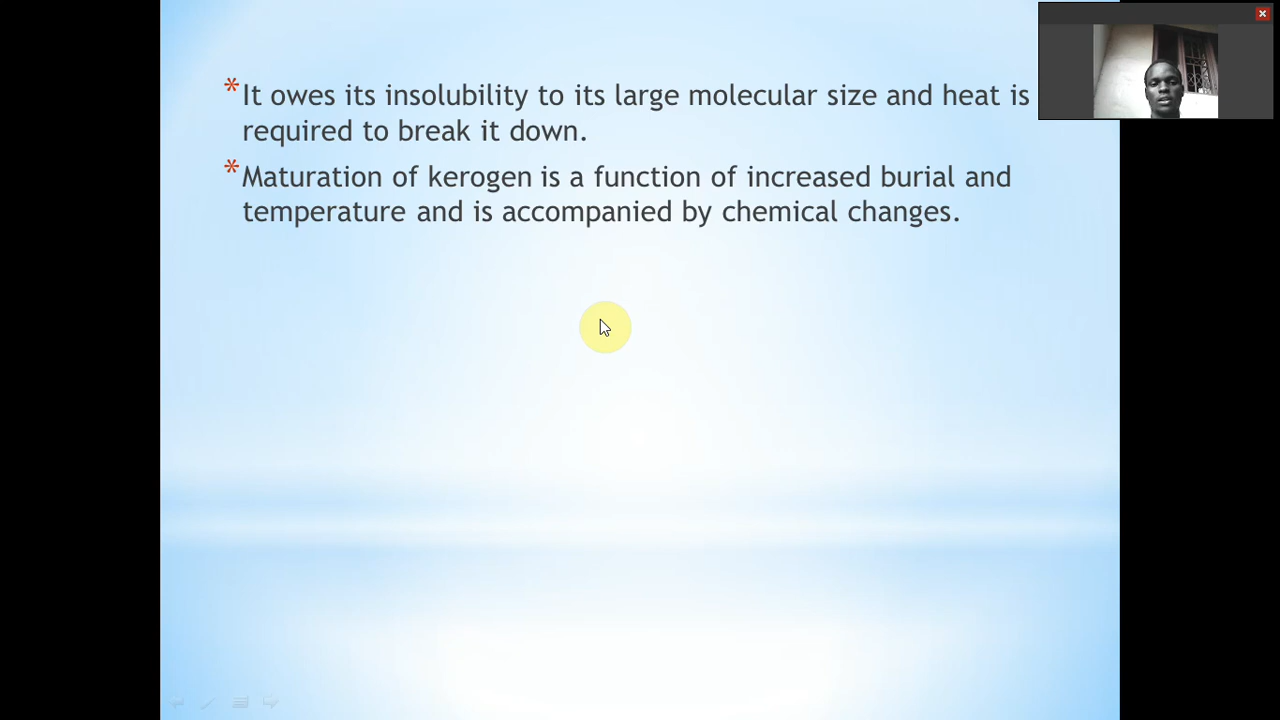 * It owes its insolubility to its large molecular size and heat is
required to break it down.
* Maturation of kerogen is a function of increased burial and
temperature and is accompanied by chemical changes.